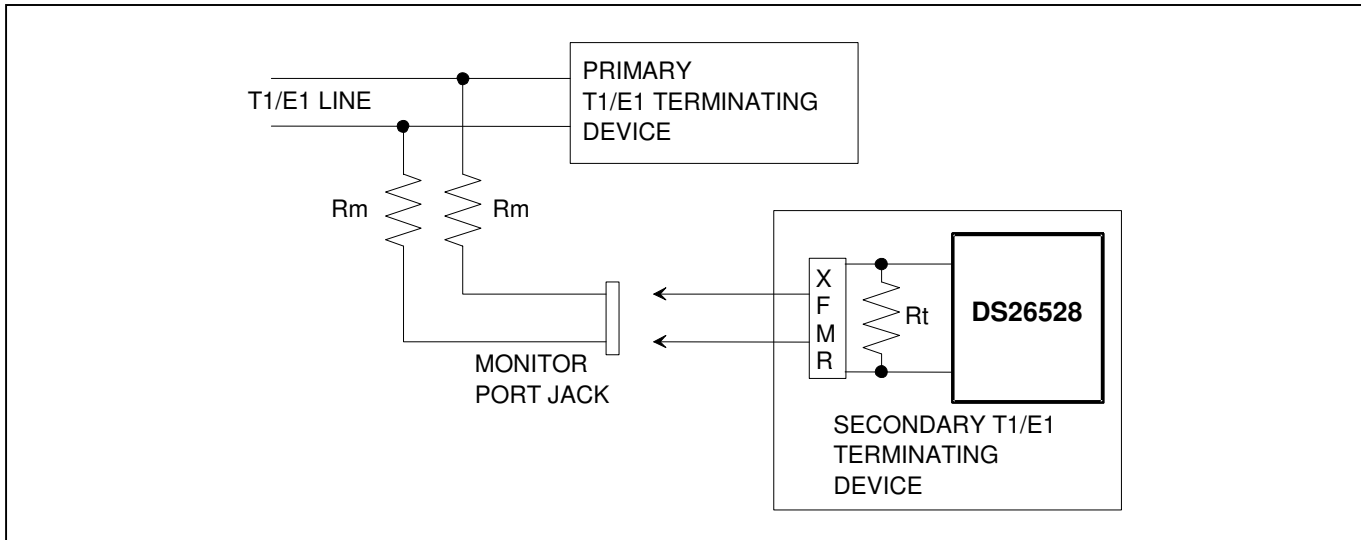 PRIMARY
T1/E1 TERMINATING
DEVICE
T1/E1 LINE
Rm
Rm
MONITOR
PORT JACK
X
F
M
R
Rt
DS26528
SECONDARY T1/E1
TERMINATING
DEVICE